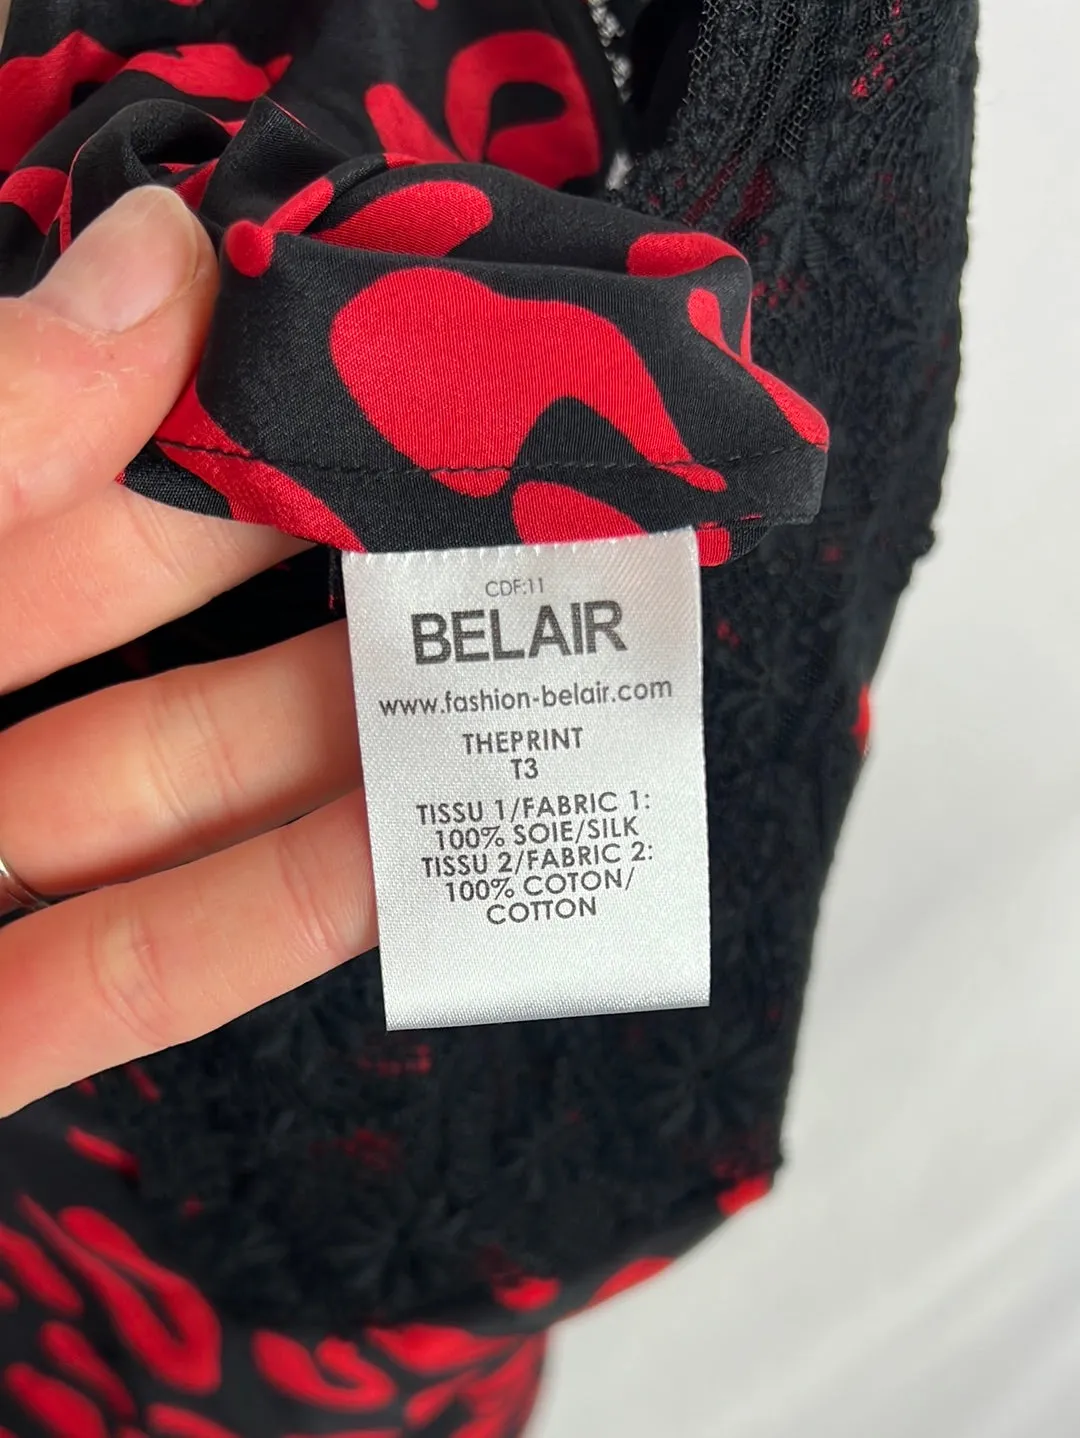 CDF:11
BELAIR
www.fashion-belair.com
THEPRINT
T3
TISSU 1/FABRIC 1:
100% SOIE/SILK
TISSU 2/FABRIC 2:
100% COTON/
COTTON